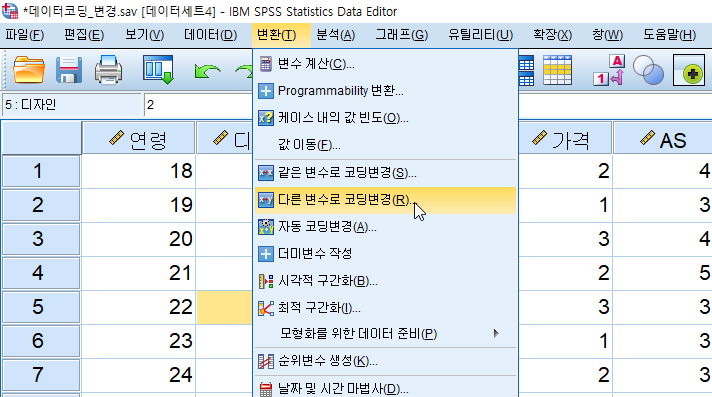 *데이터코딩_변경.sav [데이터세트4] - IBM SPSS Statistics Data Editor
파일(F) 편집(E) 보기(V) 데이터(D) 변환(T) 분석(A) 그래프(G) 유틸리티(U) 확장(X) 창(W) 도움말(H)
5 : 디자인 2
연령 디 가격 AS
변수 계산(C)...
Programmability 변환...
케이스 내의 값 빈도(O)...
값 이동(F)...
같은 변수로 코딩변경(S)...
다른 변수로 코딩변경(R)...
자동 코딩변경(A)...
더미변수 작성
시각적 구간화(B)...
최적 구간화(I)...
모형화를 위한 데이터 준비(P)
순위변수 생성(K)...
날짜 및 시간 마법사(D)...
1 18 2 4
2 19 1 3
3 20 3 4
4 21 2 5
5 22 3 3
6 23 1 3
7 24 2 3